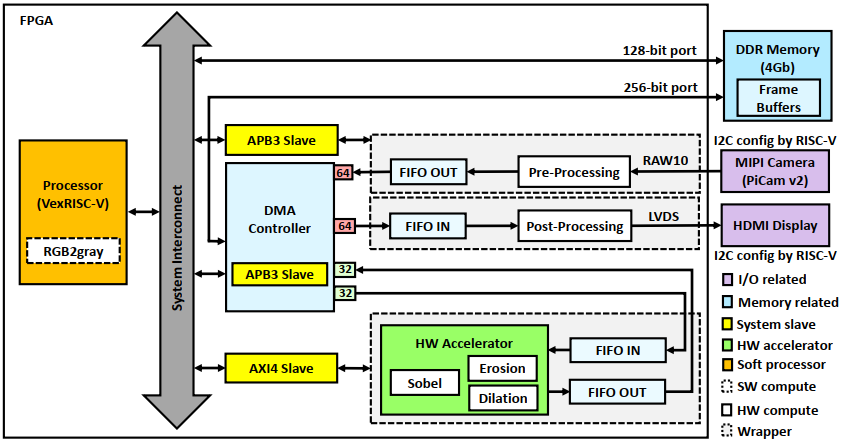 FPGA
128-bit port
DDR Memory
(4Gb)
Frame
Buffers
256-bit port
I2C config by RISC-V
APB3 Slave
RAW10
MIPI Camera
(PiCam v2)
64
FIFO OUT
Pre-Processing
Processor
(VexRISC-V)
RGB2gray
System Interconnect
DMA
Controller
64
FIFO IN
Post-Processing
LVDS
HDMI Display
I2C config by RISC-V
APB3 Slave
32
32
I/O related
Memory related
System slave
HW accelerator
Soft processor
SW compute
HW compute
Wrapper
HW Accelerator
Sobel
Erosion
Dilation
FIFO IN
FIFO OUT
AXI4 Slave